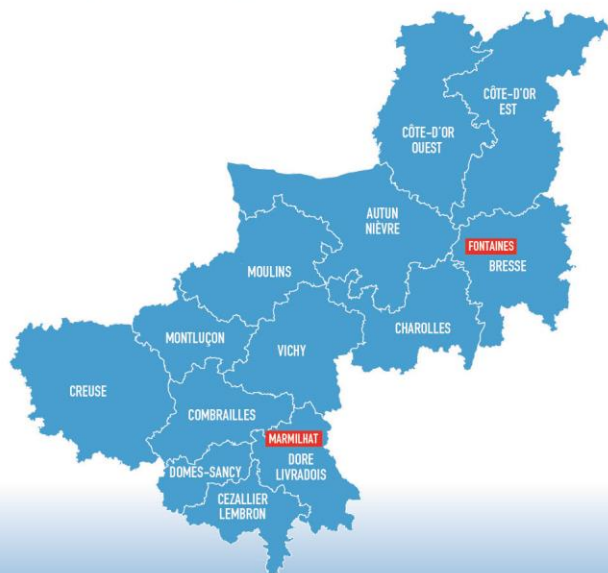 CÔTE-D'OR
EST
CÔTE-D'OR
OUEST
AUTUN
NIÈVRE
FONTAINES
BRESSE
MOULINS
CHAROLLES
MONTLUÇON
VICHY
CREUSE
COMBRAILLES
MARMILHAT
DORE
LIVRADOIS
DOMES-SANCY
CEZALLIER
LEMBRON